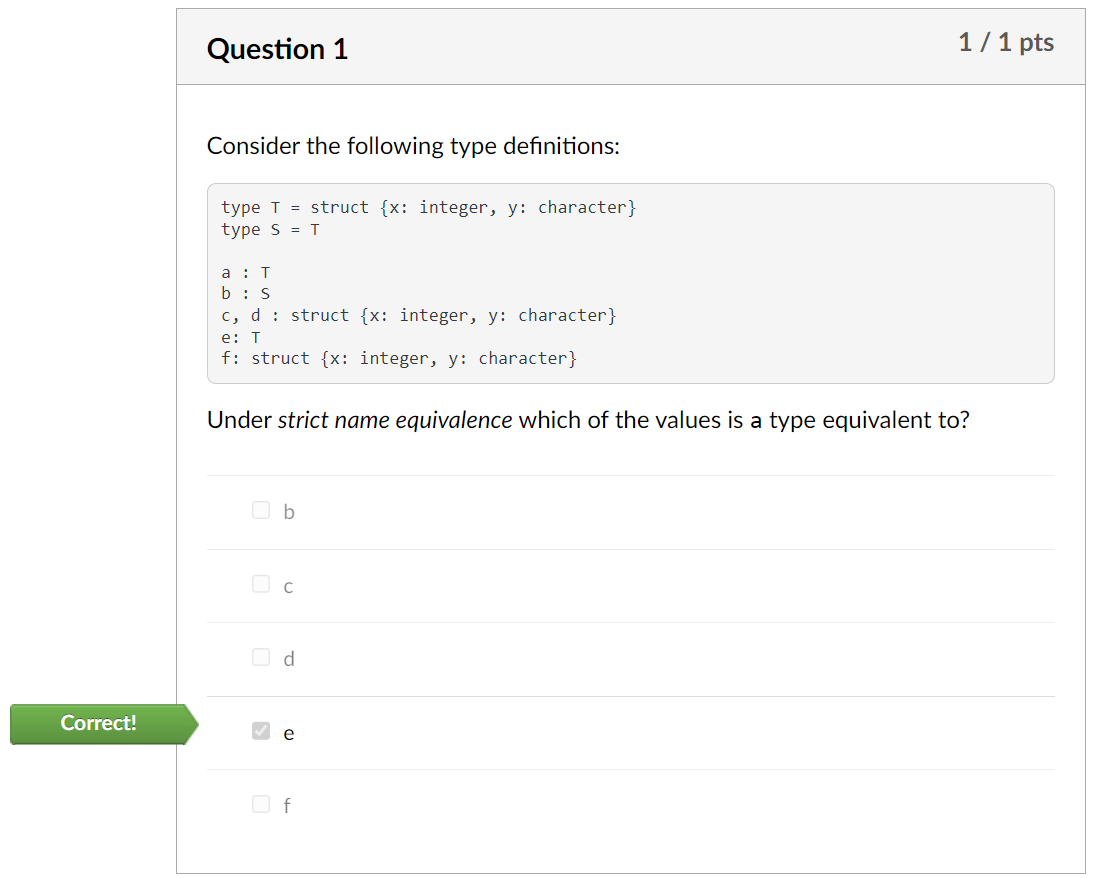 Question 1
1 / 1 pts
Consider the following type definitions:
type T = struct {x: integer, y: character}
type S = T
a : T
b : S
c, d : struct {x: integer, y: character}
e: T
f: struct {x: integer, y: character}
Under strict name equivalence which of the values is a type equivalent to?
b
c
d
Correct!
e
f